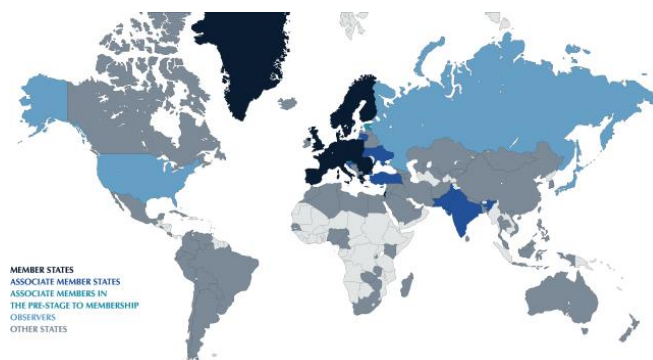 MEMBER STATES
ASSOCIATE MEMBER STATES
ASSOCIATE MEMBERS IN
THE PRE-STAGE TO MEMBERSHIP
OBSERVERS
OTHER STATES